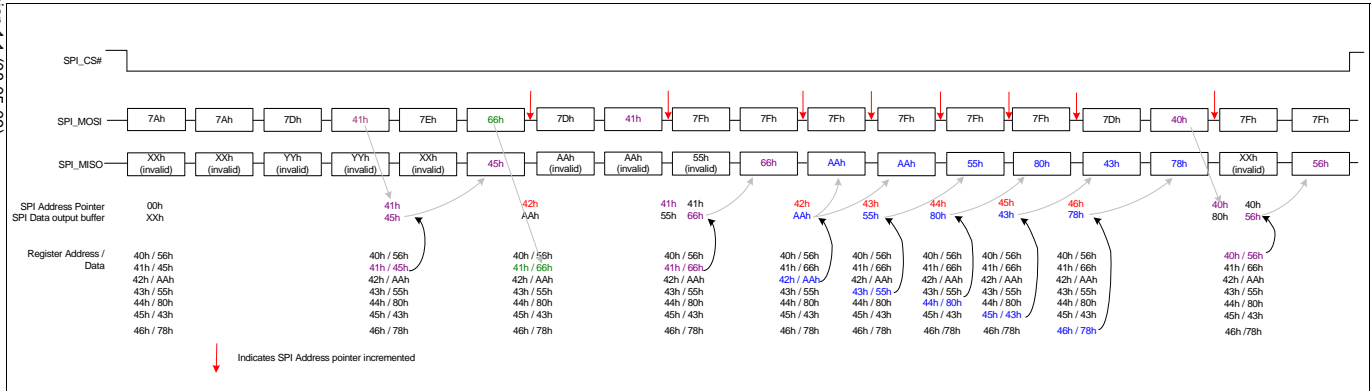 SPI_CS#
SPI_MOSI 7Ah 7Ah 7Dh 41h 7Eh 66h 7Dh 41h 7Fh 7Fh 7Fh 7Fh 7Fh 7Fh 7Dh 40h 7Fh 7Fh
SPI_MISO XXh XXh YYh YYh XXh 45h AAh AAh 55h 66h AAh AAh 55h 80h 43h 78h XXh 56h
(invalid) (invalid) (invalid) (invalid) (invalid) (invalid) (invalid) (invalid) (invalid)
SPI Address Pointer 00h 41h 42h 41h 41h 42h 43h 44h 45h 46h 40h 40h
SPI Data output buffer XXh 45h AAh 55h 66h AAh 55h 80h 43h 78h 80h 56h
Register Address / 40h / 56h 40h / 56h 40h / 56h 40h / 56h 40h / 56h 40h / 56h 40h / 56h 40h / 56h 40h / 56h 40h / 56h
Data 41h / 45h 41h / 45h 41h / 66h 41h / 66h 41h / 66h 41h / 66h 41h / 66h 41h / 66h 41h / 66h 41h / 66h
42h / AAh 42h / AAh 42h / AAh 42h / AAh 42h / AAh 42h / AAh 42h / AAh 42h / AAh 42h / AAh 42h / AAh
43h / 55h 43h / 55h 43h / 55h 43h / 55h 43h / 55h 43h / 55h 43h / 55h 43h / 55h 43h / 55h 43h / 55h
44h / 80h 44h / 80h 44h / 80h 44h / 80h 44h / 80h 44h / 80h 44h / 80h 44h / 80h 44h / 80h 44h / 80h
45h / 43h 45h / 43h 45h / 43h 45h / 43h 45h / 43h 45h / 43h 45h / 43h 45h / 43h 45h / 43h 45h / 43h
46h / 78h 46h / 78h 46h / 78h 46h / 78h 46h / 78h 46h / 78h 46h /78h 46h /78h 46h / 78h 46h /78h
Indicates SPI Address pointer incremented